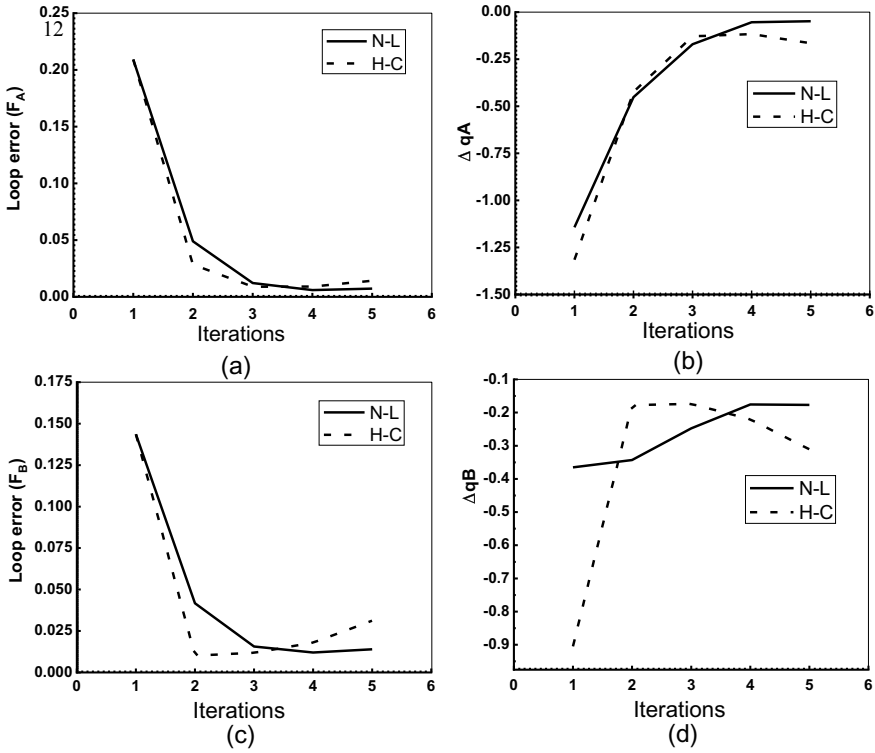 12
0.25
0.20
0.15
0.10
0.05
0.00
Loop error (F_A)
N-L
H-C
0 1 2 3 4 5 6
Iterations
(a)
0.00
-0.25
-0.50
-0.75
-1.00
-1.25
-1.50
Δ qA
N-L
H-C
0 1 2 3 4 5 6
Iterations
(b)
0.175
0.150
0.125
0.100
0.075
0.050
0.025
0.000
Loop error (F_B)
N-L
H-C
0 1 2 3 4 5 6
Iterations
(c)
-0.1
-0.2
-0.3
-0.4
-0.5
-0.6
-0.7
-0.8
-0.9
ΔqB
N-L
H-C
0 1 2 3 4 5 6
Iterations
(d)